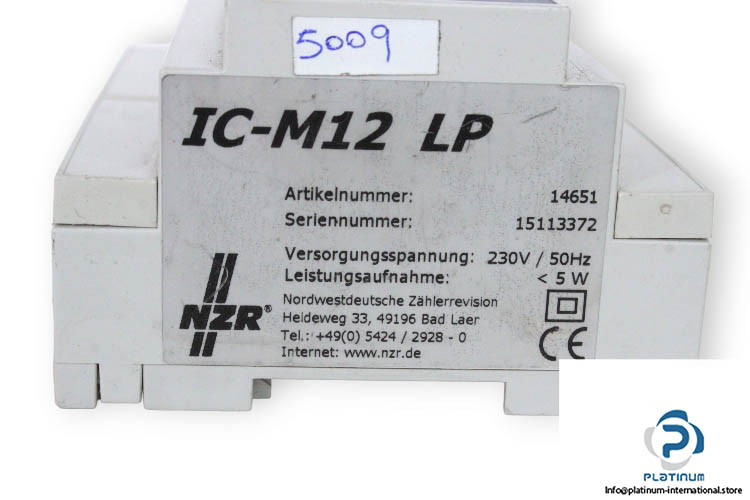 5009
IC-M12 LP
Artikelnummer: 14651
Seriennummer: 15113372
Versorgungsspannung: 230V / 50Hz
Leistungsaufnahme: < 5 W
NZR®
Nordwestdeutsche Zählerrevision
Heideweg 33, 49196 Bad Laer
Tel.: +49(0) 5424 / 2928 - 0
Internet: www.nzr.de
CE
PLATINUM
Info@platinum-international.store